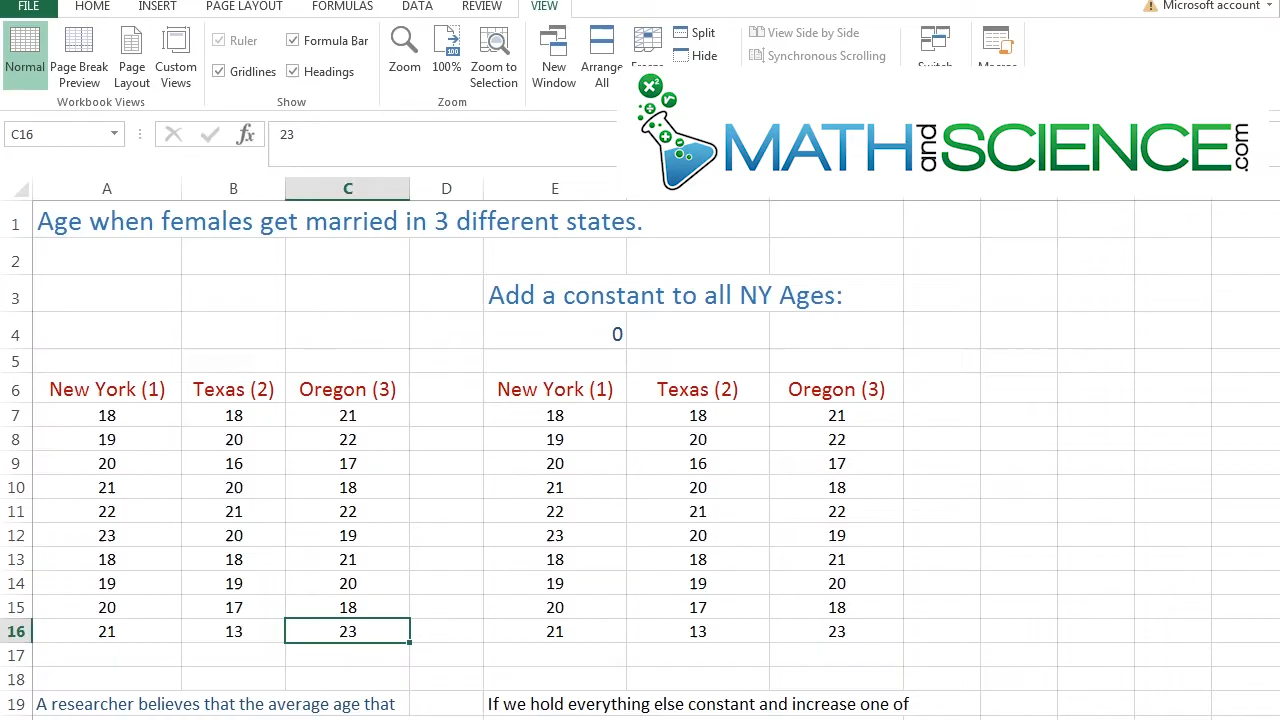 FILE HOME INSERT PAGE LAYOUT FORMULAS DATA REVIEW VIEW Microsoft account
Normal Page Break Preview Page Layout Custom Views
Ruler Formula Bar
Gridlines Headings
Zoom 100% Zoom to Selection
New Window Arrange All
Split
Hide
View Side by Side
Synchronous Scrolling
Workbook Views Show Zoom
MATH and SCIENCE .com
C16 fx 23
A B C D E
1 Age when females get married in 3 different states.
2
3 Add a constant to all NY Ages:
4 0
5
6 New York (1) Texas (2) Oregon (3) New York (1) Texas (2) Oregon (3)
7 18 18 21 18 18 21
8 19 20 22 19 20 22
9 20 16 17 20 16 17
10 21 20 18 21 20 18
11 22 21 22 22 21 22
12 23 20 19 23 20 19
13 18 18 21 18 18 21
14 19 19 20 19 19 20
15 20 17 18 20 17 18
16 21 13 23 21 13 23
17
18
19 A researcher believes that the average age that If we hold everything else constant and increase one of